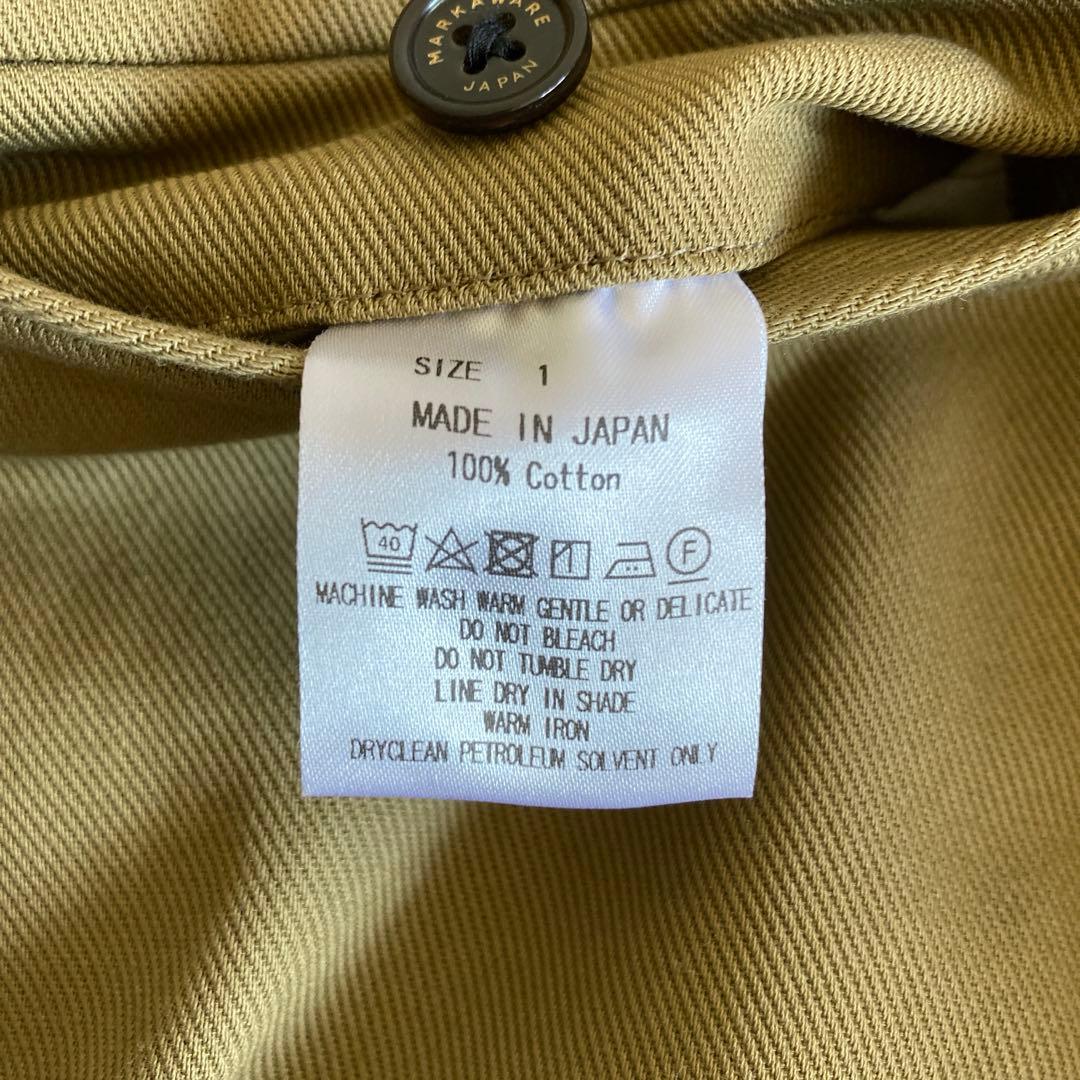 MARKAWARE
JAPAN
SIZE 1
MADE IN JAPAN
100% Cotton
40 F
MACHINE WASH WARM GENTLE OR DELICATE
DO NOT BLEACH
DO NOT TUMBLE DRY
LINE DRY IN SHADE
WARM IRON
DRYCLEAN PETROLEUM SOLVENT ONLY